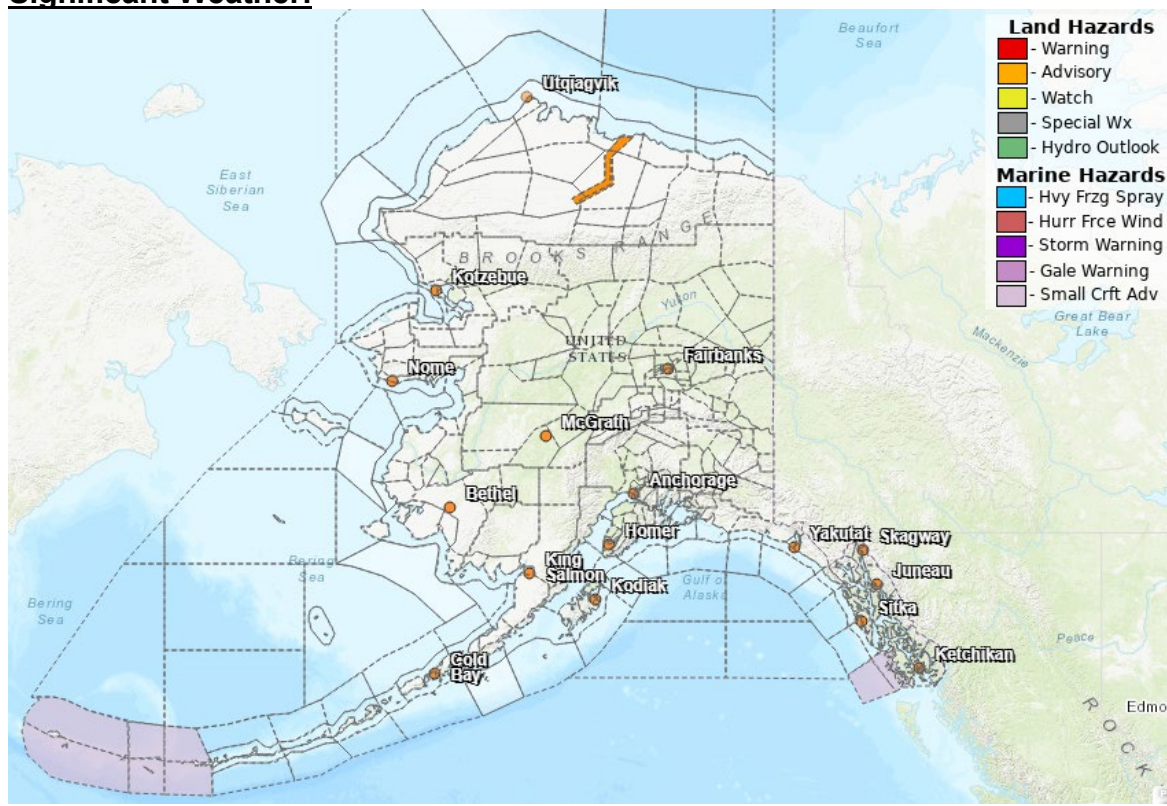 Significant Weather:
Beaufort
Sea
Utqiagvik
East
Siberian
Sea
BROOKS RANGE
Kotzebue
Yukon
UNITED
STATES
Nome
Fairbanks
McGrath
Bethel
Anchorage
Homer
Yakutat
Skagway
King
Salmon
Kodiak
Juneau
Sitka
Ketchikan
Gulf of
Alaska
Bering
Sea
Bering
Sea
Cold
Bay
Mackenzie
Great Bear
Lake
Peace
Edmo
ROCK
Land Hazards
- Warning
- Advisory
- Watch
- Special Wx
- Hydro Outlook
Marine Hazards
- Hvy Frzg Spray
- Hurr Frce Wind
- Storm Warning
- Gale Warning
- Small Crft Adv